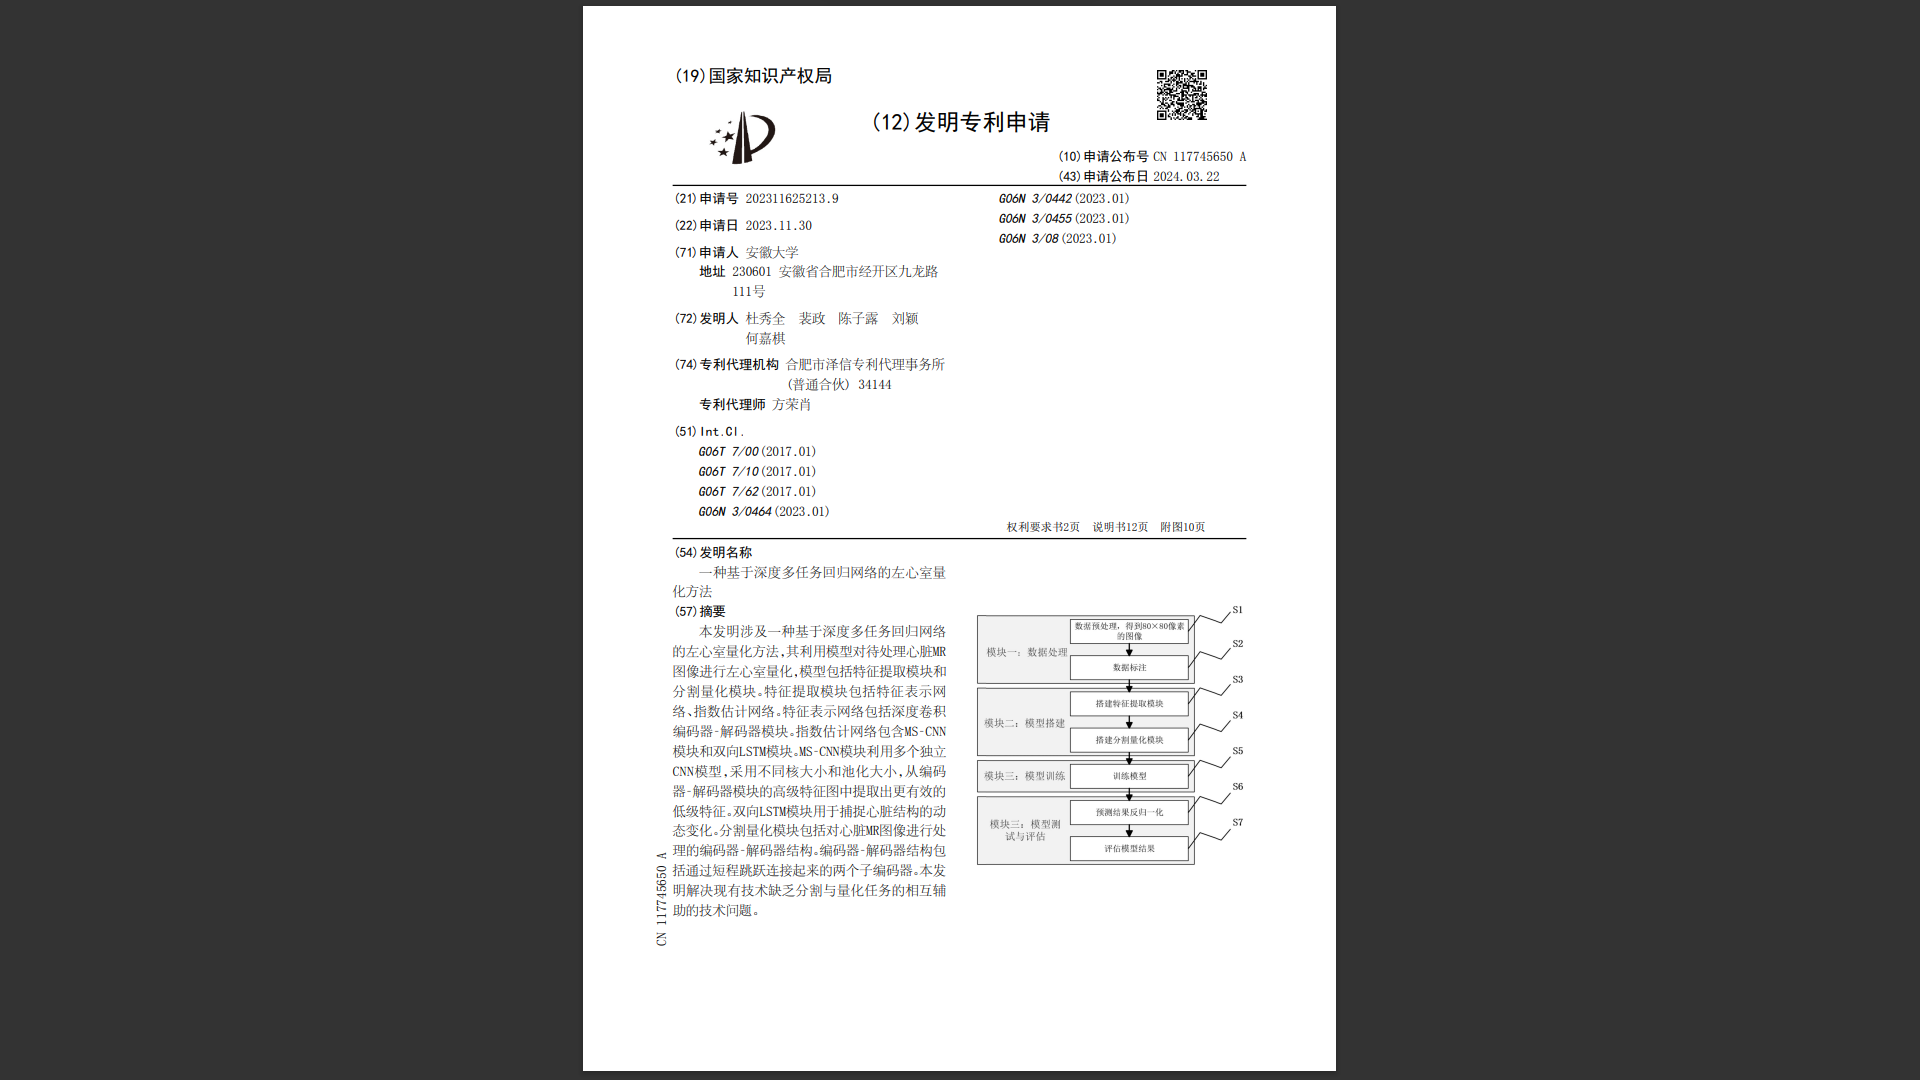 (19)国家知识产权局
(12)发明专利申请
(10)申请公布号 CN 117745650 A
(43)申请公布日 2024.03.22
(21)申请号 202311625213.9
(22)申请日 2023.11.30
(71)申请人 安徽大学
地址 230601 安徽省合肥市经开区九龙路
111号
(72)发明人 杜秀全 裴政 陈子露 刘颖
何嘉棋
(74)专利代理机构 合肥市泽信专利代理事务所
(普通合伙) 34144
专利代理师 方荣肖
(51)Int.Cl.
G06T 7/00(2017.01)
G06T 7/10(2017.01)
G06T 7/62(2017.01)
G06N 3/0464(2023.01)
G06N 3/0442(2023.01)
G06N 3/0455(2023.01)
G06N 3/08(2023.01)
权利要求书2页 说明书12页 附图10页
(54)发明名称
一种基于深度多任务回归网络的左心室量
化方法
(57)摘要
本发明涉及一种基于深度多任务回归网络
的左心室量化方法,其利用模型对待处理心脏MR
图像进行左心室量化,模型包括特征提取模块和
分割量化模块。特征提取模块包括特征表示网
络、指数估计网络。特征表示网络包括深度卷积
编码器-解码器模块。指数估计网络包含MS-CNN
模块和双向LSTM模块。MS-CNN模块利用多个独立
CNN模型,采用不同核大小和池化大小,从编码
器-解码器模块的高级特征图中提取出更有效的
低级特征。双向LSTM模块用于捕捉心脏结构的动
态变化。分割量化模块包括对心脏MR图像进行处
理的编码器-解码器结构。编码器-解码器结构包
括通过短程跳跃连接起来的两个子编码器。本发
明解决现有技术缺乏分割与量化任务的相互辅
助的技术问题。
模块一：数据处理
数据预处理，得到80×80像素
的图像
S1
数据标注
S2
模块二：模型搭建
搭建特征提取模块
S3
搭建分割量化模块
S4
模块三：模型训练
训练模型
S5
模块三：模型测
试与评估
预测结果反归一化
S6
评估模型结果
S7
CN 117745650 A